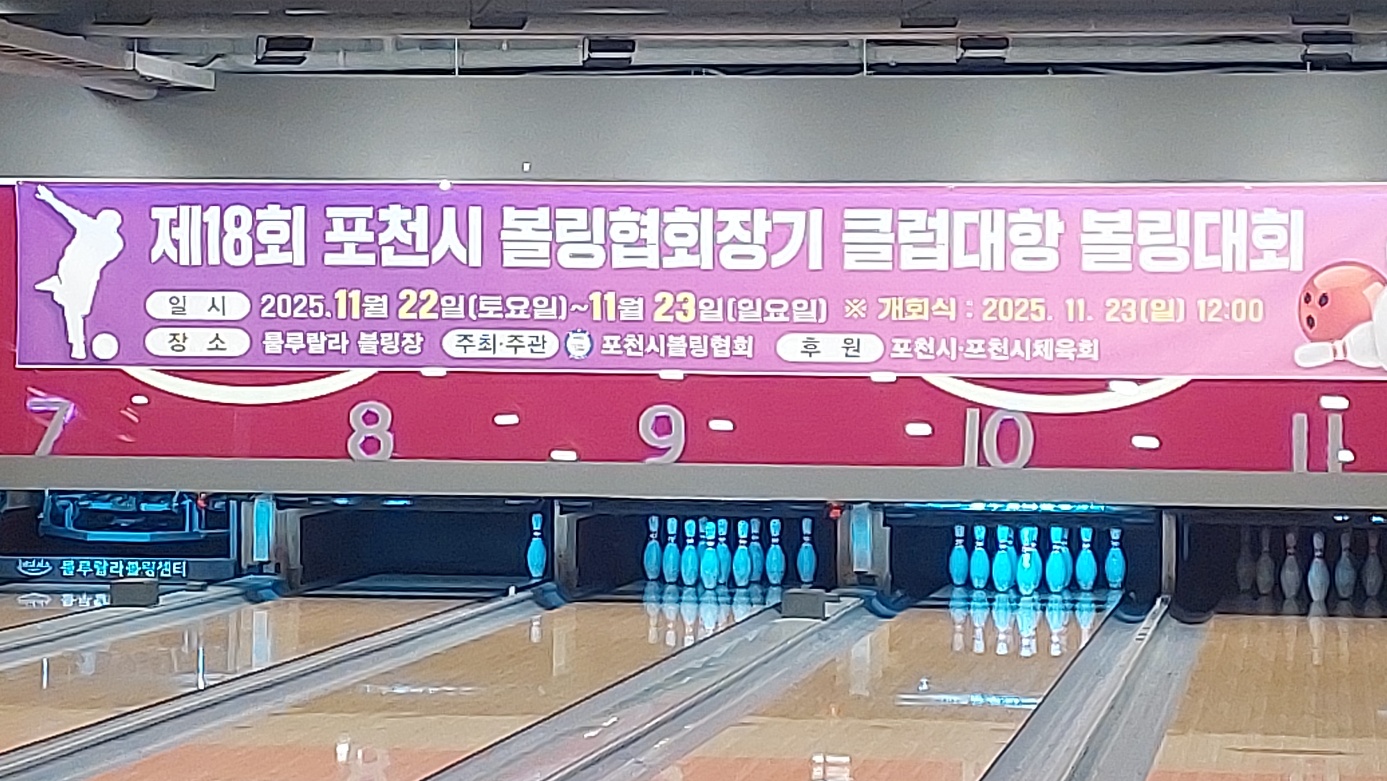 제18회 포천시 볼링협회장기 클럽대항 볼링대회
일 시 2025.11월 22일(토요일)~11월 23일(일요일) ※ 개회식 : 2025. 11. 23(일) 12:00
장 소 룰루랄라 볼링장 주최·주관 포천시볼링협회 후 원 포천시·포천시체육회
7 8 9 10 11
룰루랄라볼링센터